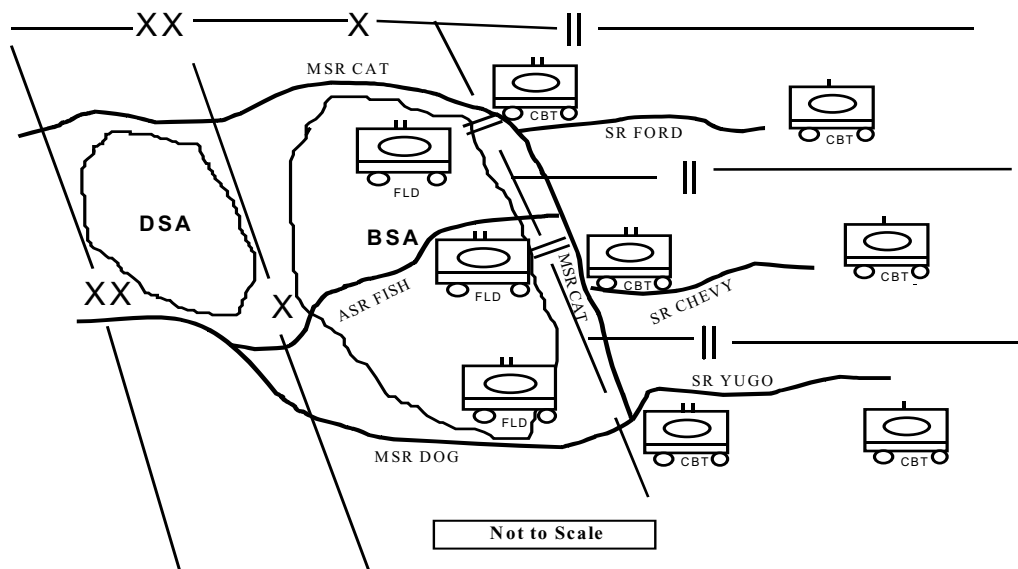 XX
X
||
MSR CAT
CBT
SR FORD
CBT
FLD
||
DSA
BSA
FLD
MSR CAT
CBT
SR CHEVY
CBT
XX
X
ASR FISH
||
SR YUGO
FLD
MSR DOG
CBT
CBT
Not to Scale